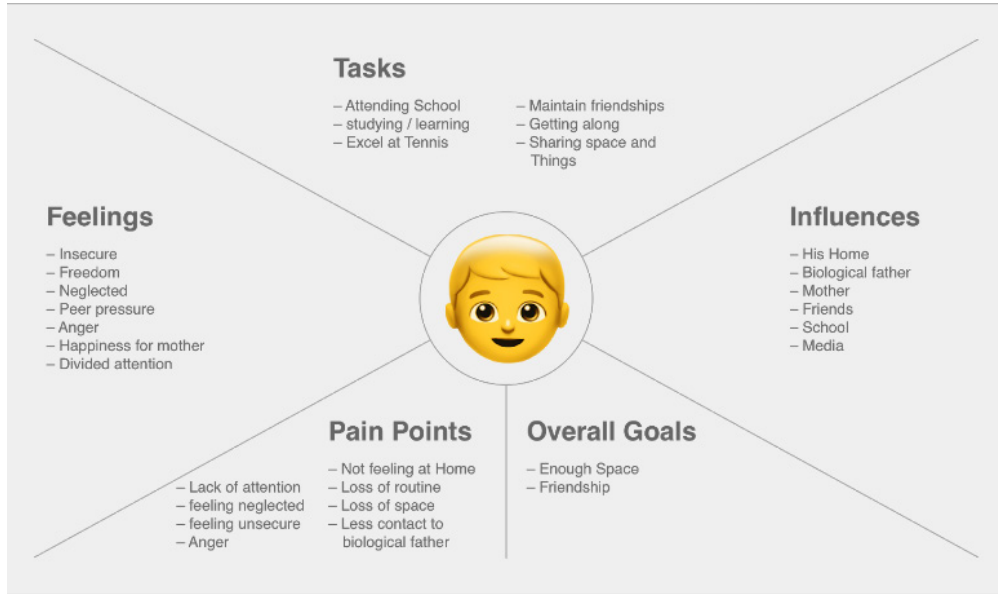 Tasks
– Attending School
– studying / learning
– Excel at Tennis
– Maintain friendships
– Getting along
– Sharing space and
Things
Feelings
– Insecure
– Freedom
– Neglected
– Peer pressure
– Anger
– Happiness for mother
– Divided attention
Influences
– His Home
– Biological father
– Mother
– Friends
– School
– Media
Pain Points
– Lack of attention
– feeling neglected
– feeling unsecure
– Anger
– Not feeling at Home
– Loss of routine
– Loss of space
– Less contact to
biological father
Overall Goals
– Enough Space
– Friendship